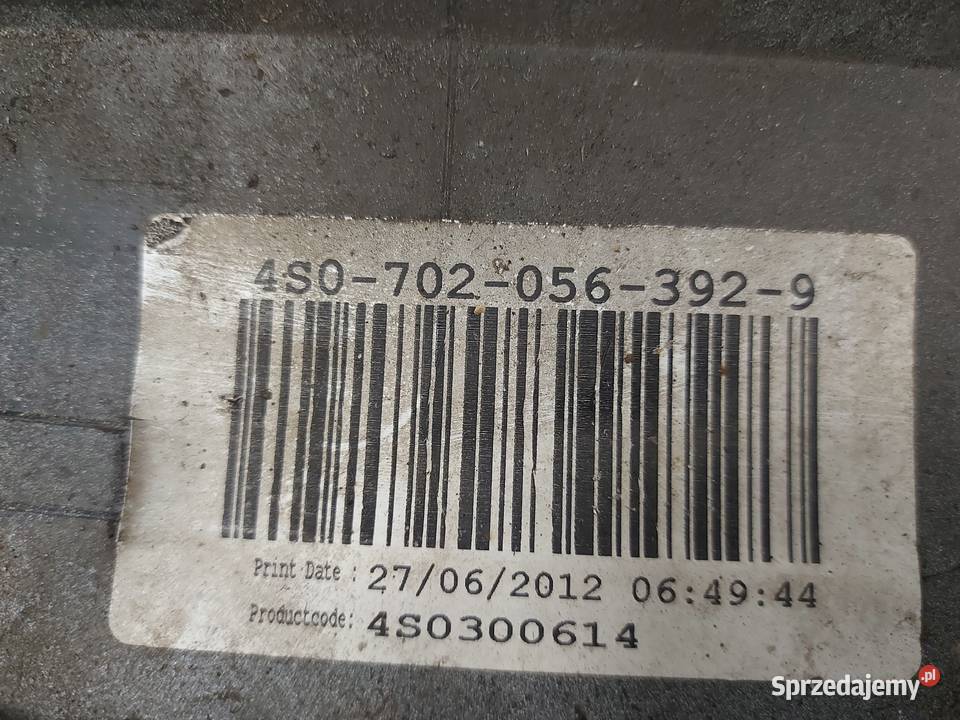 4S0-702-056-392-9
Print Date : 27/06/2012 06:49:44
Productcode: 4S0300614
Sprzedajemy.pl